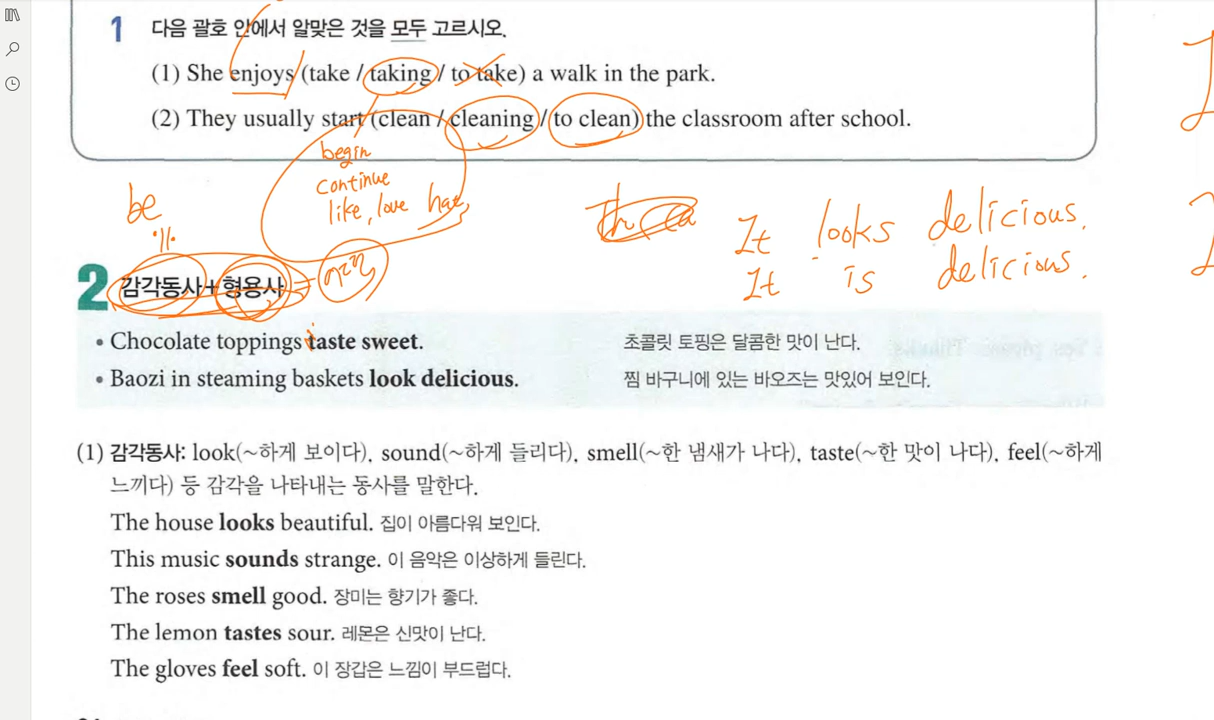 1 다음 괄호 안에서 알맞은 것을 모두 고르시오.
(1) She enjoys (take / taking / to take) a walk in the park.
(2) They usually start (clean / cleaning / to clean) the classroom after school.
begin
continue
like, love
be
It looks delicious.
It is delicious.
2 감각동사+형용사
• Chocolate toppings taste sweet. 초콜릿 토핑은 달콤한 맛이 난다.
• Baozi in steaming baskets look delicious. 찜 바구니에 있는 바오즈는 맛있어 보인다.
(1) 감각동사: look(~하게 보이다), sound(~하게 들리다), smell(~한 냄새가 나다), taste(~한 맛이 나다), feel(~하게
느끼다) 등 감각을 나타내는 동사를 말한다.
The house looks beautiful. 집이 아름다워 보인다.
This music sounds strange. 이 음악은 이상하게 들린다.
The roses smell good. 장미는 향기가 좋다.
The lemon tastes sour. 레몬은 신맛이 난다.
The gloves feel soft. 이 장갑은 느낌이 부드럽다.